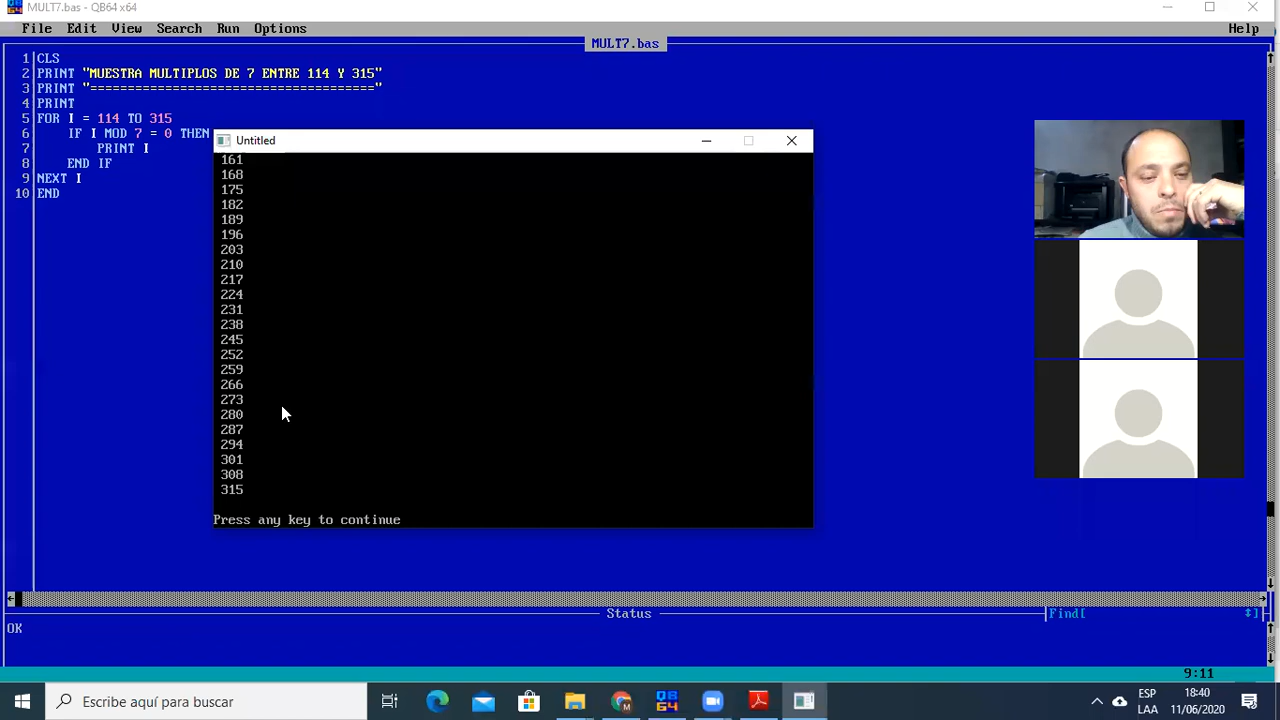 MULT7.bas - QB64 x64
File Edit View Search Run Options Help
MULT7.bas
1 CLS
2 PRINT "MUESTRA MULTIPLOS DE 7 ENTRE 114 Y 315"
3 PRINT "======================================"
4 PRINT
5 FOR I = 114 TO 315
6 IF I MOD 7 = 0 THEN
7 PRINT I
8 END IF
9 NEXT I
10 END
Untitled
161
168
175
182
189
196
203
210
217
224
231
238
245
252
259
266
273
280
287
294
301
308
315
Press any key to continue
Status
Find[ ]
OK
9:11
Escribe aquí para buscar
QB
64
M
ESP
LAA
18:40
11/06/2020